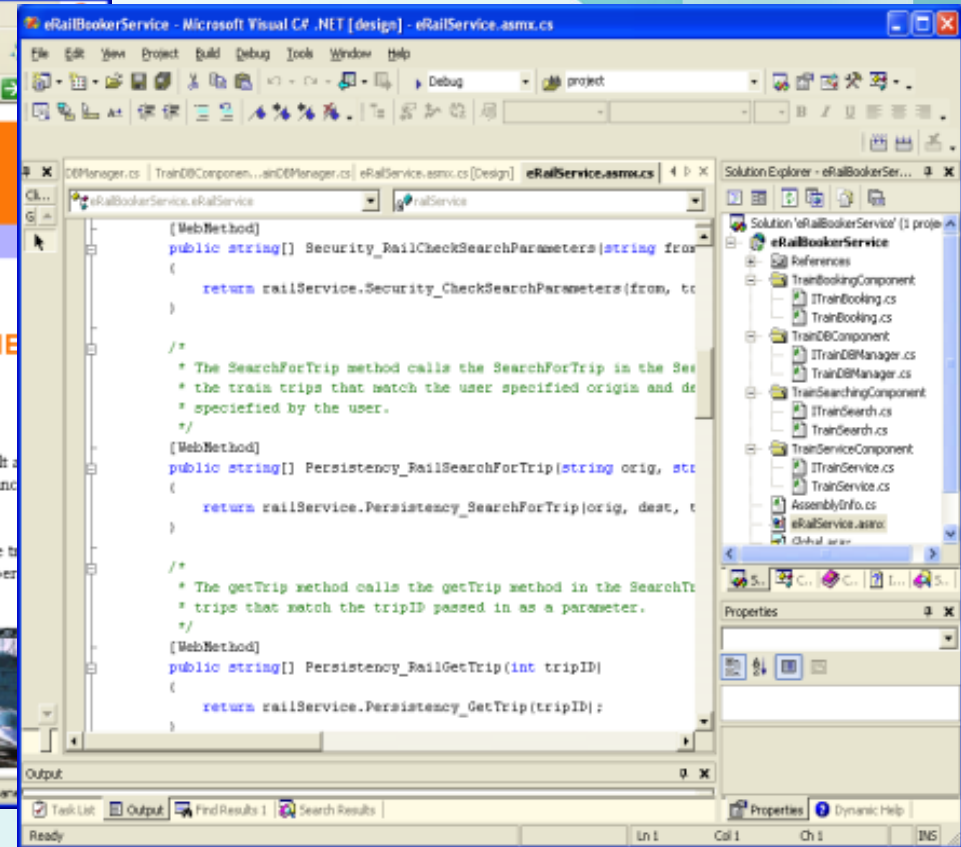 eRailBookerService - Microsoft Visual C# .NET [design] - eRailService.asmx.cs
File Edit View Project Build Debug Tools Window Help
Debug project
B I U
DBManager.cs TrainDBComponen...ainDBManager.cs eRailService.asmx.cs [Design] eRailService.asmx.cs
eRailBookerService.eRailService railService
[WebMethod]
public string[] Security_RailCheckSearchParameters(string from
{
return railService.Security_CheckSearchParameters(from, to
}
/*
* The SearchForTrip method calls the SearchForTrip in the Sea
* the train trips that match the user specified origin and de
* speciefied by the user.
*/
[WebMethod]
public string[] Persistency_RailSearchForTrip(string orig, str
{
return railService.Persistency_SearchForTrip(orig, dest, t
}
/*
* The getTrip method calls the getTrip method in the SearchTr
* trips that match the tripID passed in as a parameter.
*/
[WebMethod]
public string[] Persistency_RailGetTrip(int tripID)
{
return railService.Persistency_GetTrip(tripID);
}
Solution Explorer - eRailBookerSer...
Solution 'eRailBookerService' (1 proje
eRailBookerService
References
TrainBookingComponent
ITrainBooking.cs
TrainBooking.cs
TrainDBComponent
ITrainDBManager.cs
TrainDBManager.cs
TrainSearchingComponent
ITrainSearch.cs
TrainSearch.cs
TrainServiceComponent
ITrainService.cs
TrainService.cs
AssemblyInfo.cs
eRailService.asmx
Global.asax
S... C... C... I... S...
Properties
Output
Task List Output Find Results 1 Search Results
Properties Dynamic Help
Ready Ln 1 Col 1 Ch 1 INS